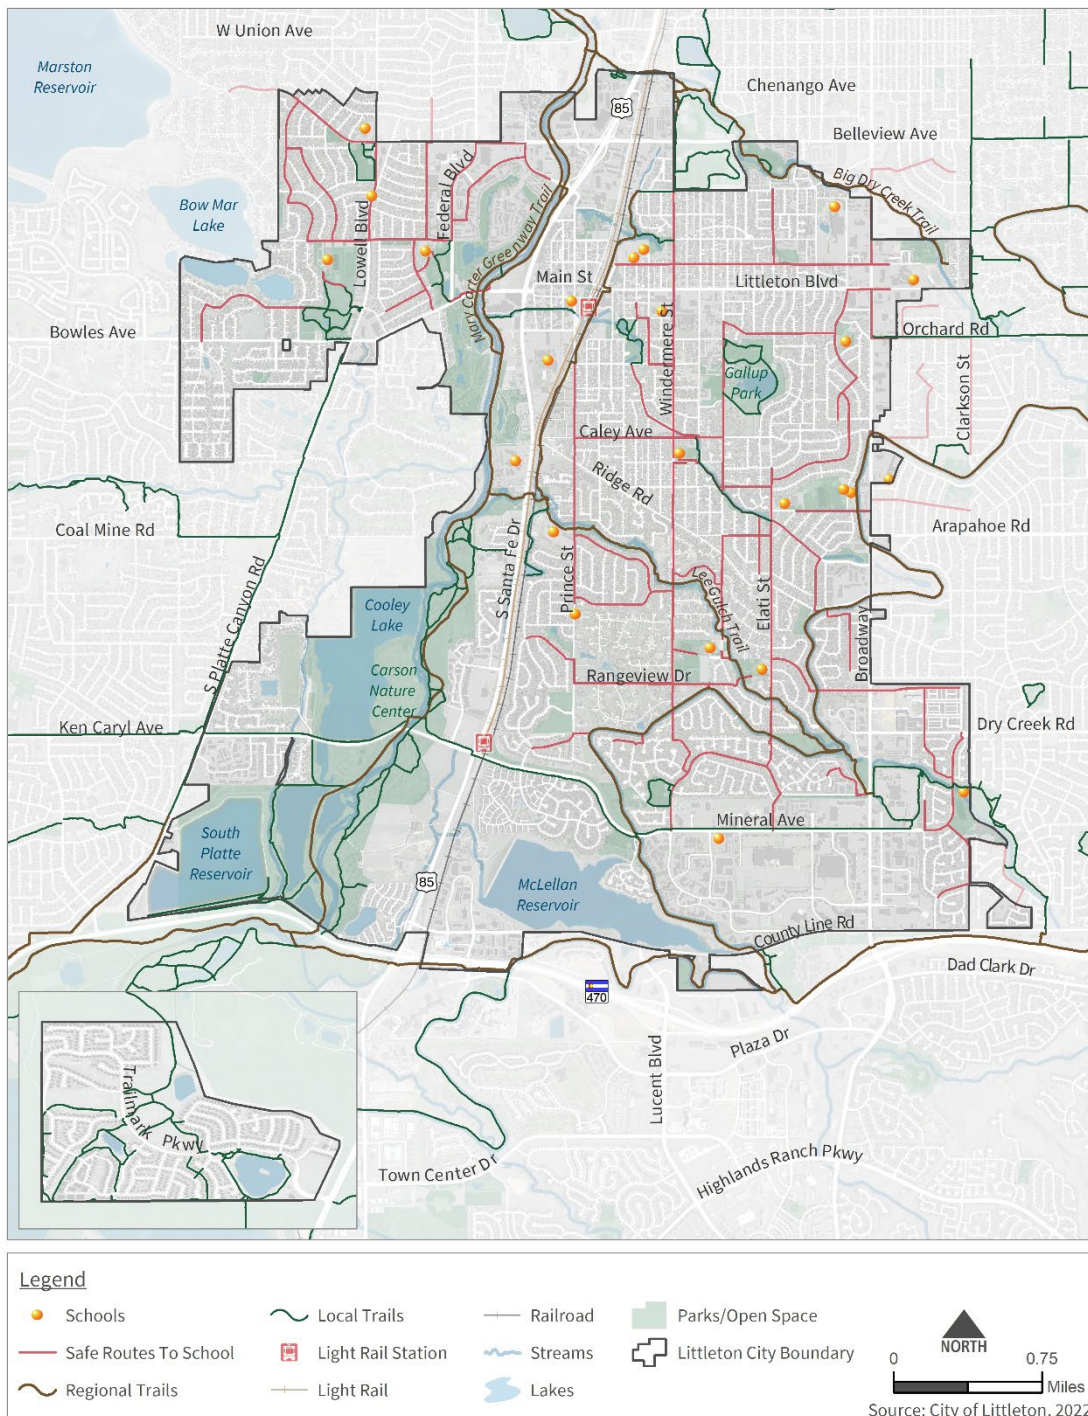 W Union Ave
Marston
Reservoir
Chenango Ave
85
Belleview Ave
Big Dry Creek Trail
Bow Mar
Lake
Lowell Blvd
Federal Blvd
Mary Carter Greenway Trail
Main St
Littleton Blvd
Bowles Ave
Windermere St
Orchard Rd
Gallup
Park
Clarkson St
Caley Ave
Ridge Rd
Coal Mine Rd
S Santa Fe Dr
Arapahoe Rd
S Platte Canyon Rd
Prince St
Lee Gulch Trail
Elati St
Broadway
Cooley
Lake
Carson
Nature
Center
Rangeview Dr
Ken Caryl Ave
Dry Creek Rd
Mineral Ave
South
Platte
Reservoir
85
McLellan
Reservoir
County Line Rd
Dad Clark Dr
470
Plaza Dr
Lucent Blvd
Trailmark Pkwy
Town Center Dr
Highlands Ranch Pkwy
Legend
Schools
Local Trails
Railroad
Parks/Open Space
Safe Routes To School
Light Rail Station
Streams
Littleton City Boundary
Regional Trails
Light Rail
Lakes
NORTH
0 0.75
Miles
Source: City of Littleton, 2022